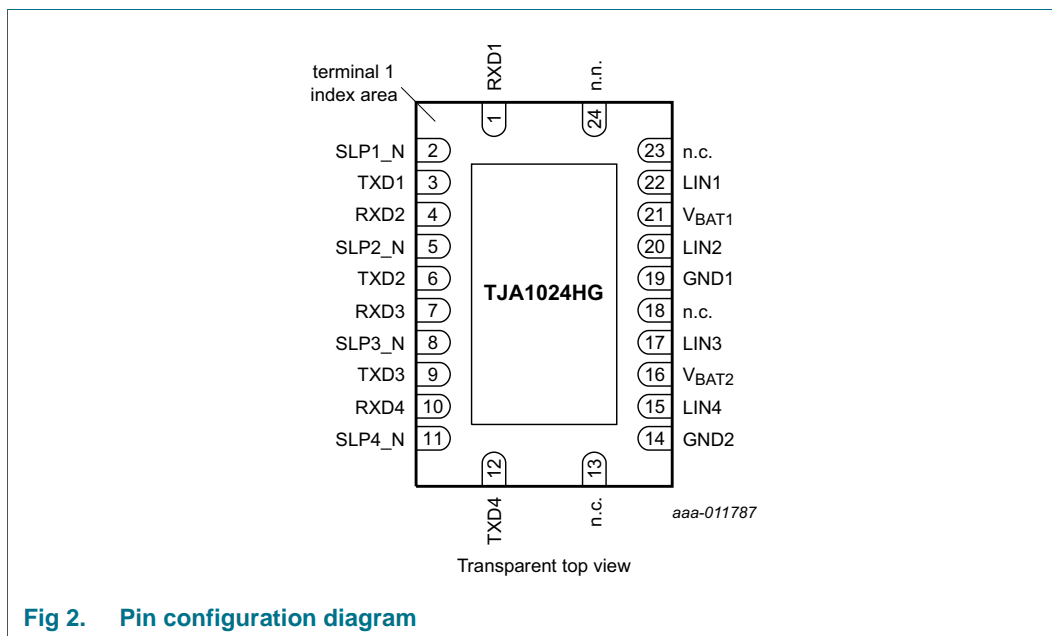 terminal 1
index area
RXD1
n.n.
1
24
SLP1_N 2
TXD1 3
RXD2 4
SLP2_N 5
TXD2 6
RXD3 7
SLP3_N 8
TXD3 9
RXD4 10
SLP4_N 11
TJA1024HG
23 n.c.
22 LIN1
21 VBAT1
20 LIN2
19 GND1
18 n.c.
17 LIN3
16 VBAT2
15 LIN4
14 GND2
12
13
TXD4
n.c.
aaa-011787
Transparent top view
Fig 2. Pin configuration diagram